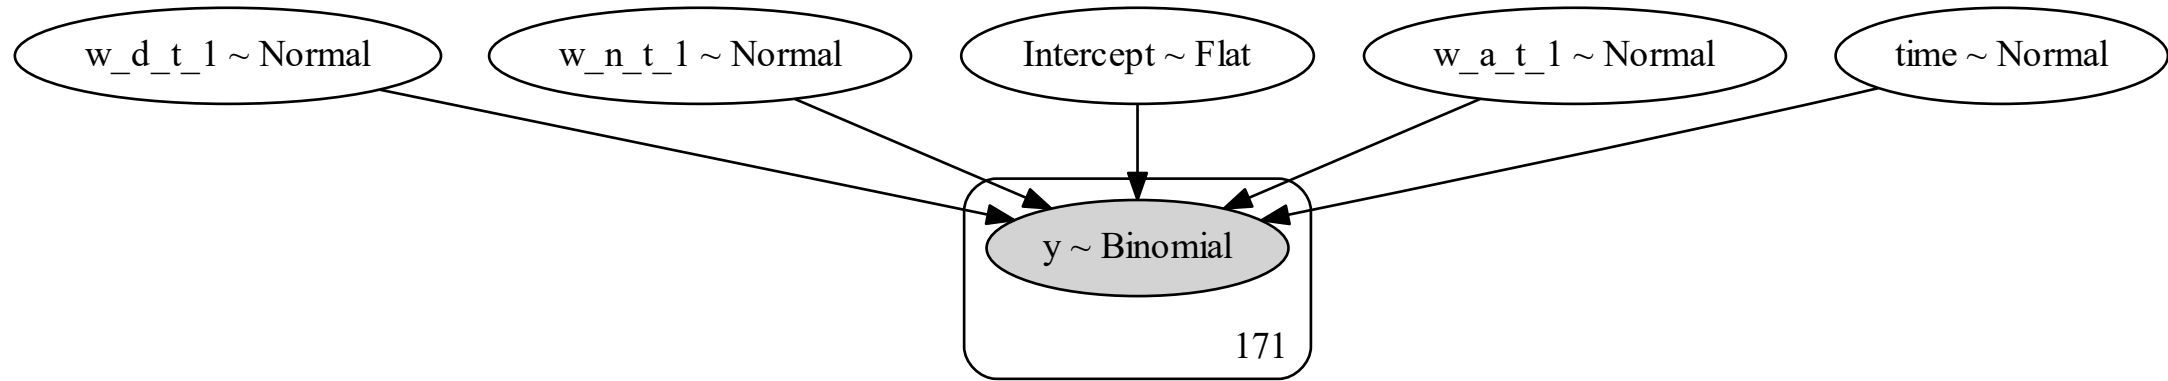 w_d_t_1 ~ Normal
w_n_t_1 ~ Normal
Intercept ~ Flat
w_a_t_1 ~ Normal
time ~ Normal
y ~ Binomial
171